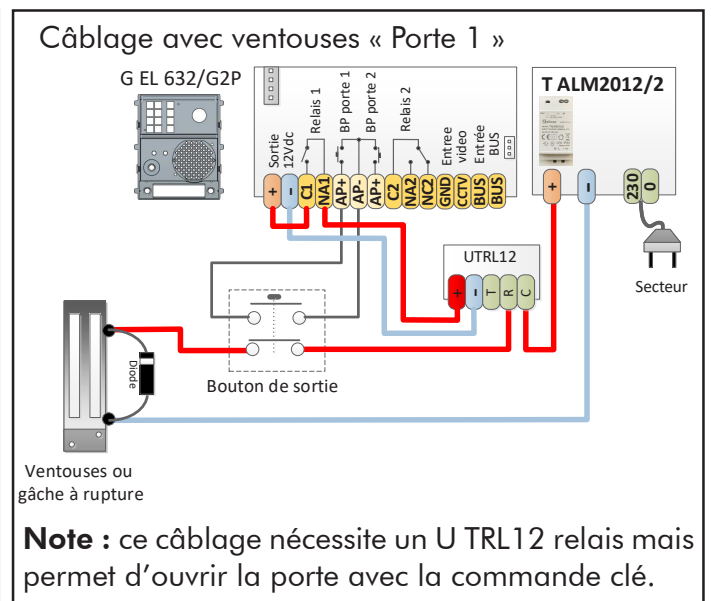 Câblage avec ventouses « Porte 1 »
G EL 632/G2P
T ALM2012/2
Sortie
12Vdc
Relais 1
BP porte 1
BP porte 2
Relais 2
Entree
video
Entrée
BUS
+
-
C1
NA1
AP+
AP-
AP+
C2
NA2
NC2
GND
CCTV
BUS
BUS
+
-
230
0
UTRL12
+
-
T
R
C
Secteur
Diode
Bouton de sortie
Ventouses ou
gâche à rupture
Note : ce câblage nécessite un U TRL12 relais mais
permet d’ouvrir la porte avec la commande clé.